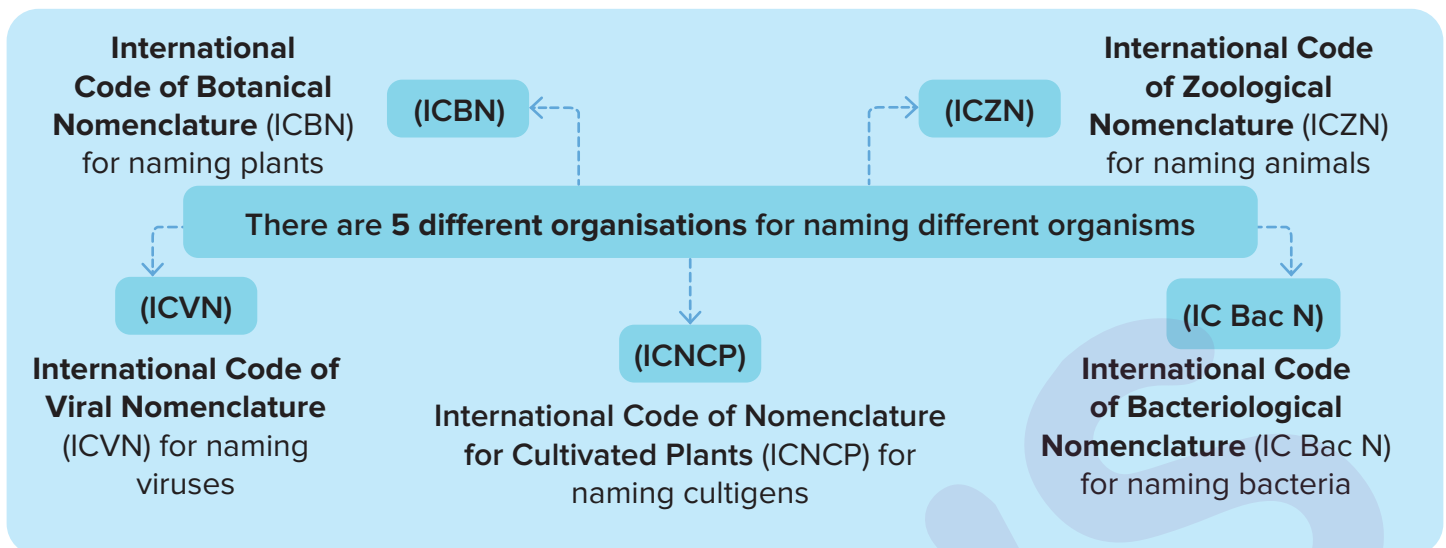 International
Code of Botanical
Nomenclature (ICBN)
for naming plants
(ICBN)
(ICZN)
International Code
of Zoological
Nomenclature (ICZN)
for naming animals
There are 5 different organisations for naming different organisms
(ICVN)
International Code of
Viral Nomenclature
(ICVN) for naming
viruses
(ICNCP)
International Code of Nomenclature
for Cultivated Plants (ICNCP) for
naming cultigens
(IC Bac N)
International Code
of Bacteriological
Nomenclature (IC Bac N)
for naming bacteria